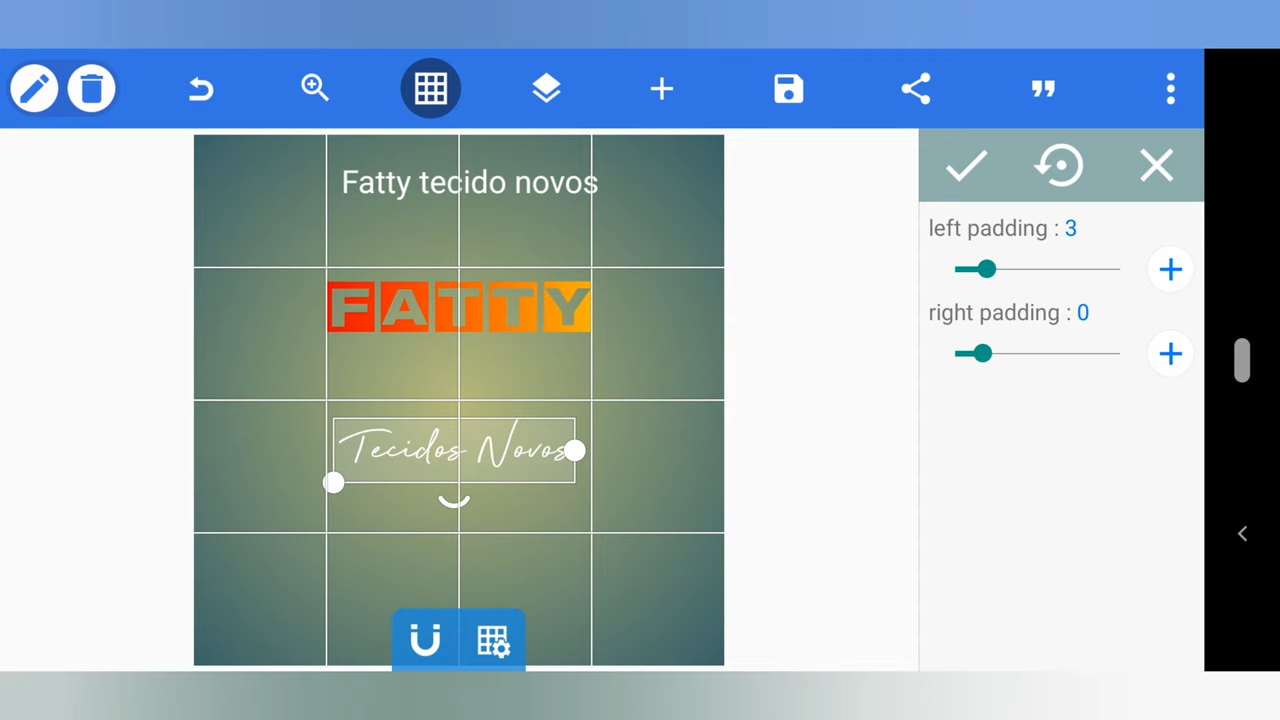 Fatty tecido novos
FATTY
Tecidos Novos
left padding : 3
right padding : 0